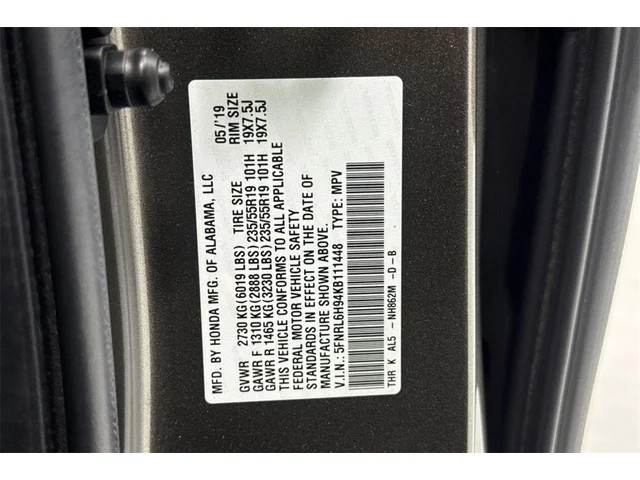 MFD. BY HONDA MFG. OF ALABAMA, LLC 05/'19
GVWR 2730 KG(6019 LBS) TIRE SIZE RIM SIZE
GAWR F 1310 KG(2888 LBS)235/55R19 101H 19X7.5J
GAWR R 1465 KG(3230 LBS)235/55R19 101H 19X7.5J
THIS VEHICLE CONFORMS TO ALL APPLICABLE
FEDERAL MOTOR VEHICLE SAFETY
STANDARDS IN EFFECT ON THE DATE OF
MANUFACTURE SHOWN ABOVE.
V.I.N.: 5FNRL6H94KB111448 TYPE: MPV
THR K AL5 - NH862M -D-B